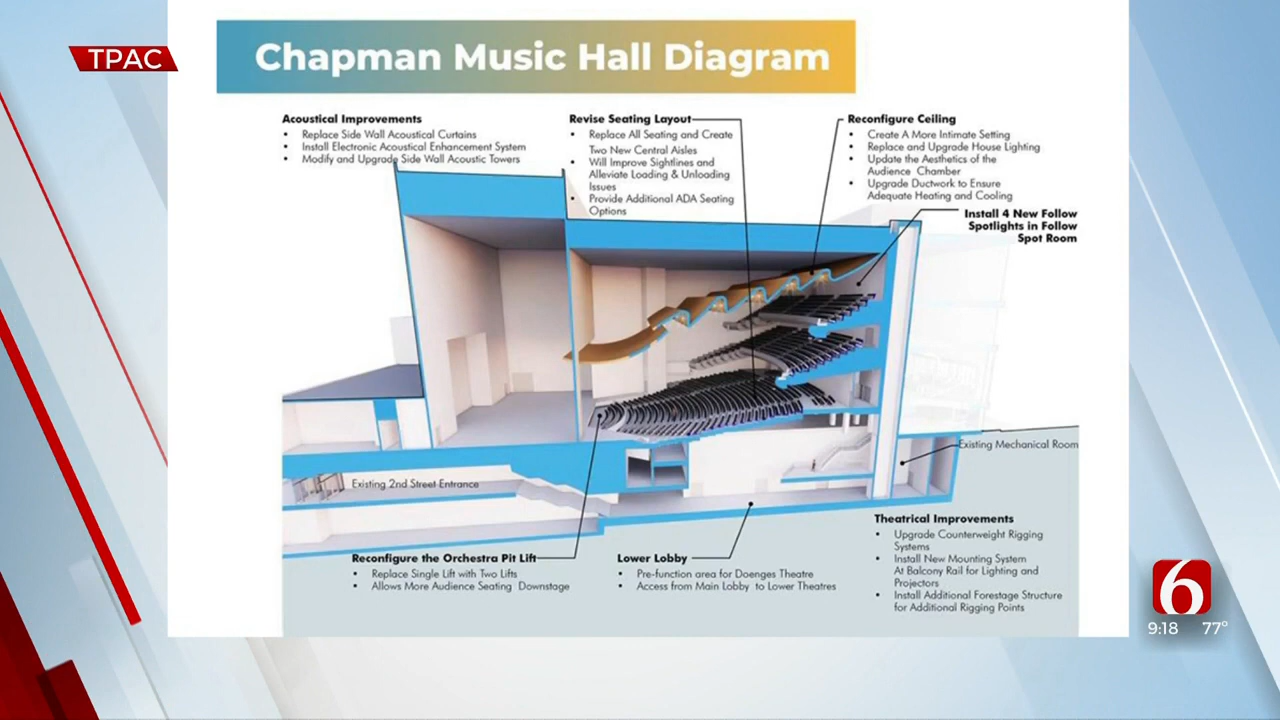 TPAC
Chapman Music Hall Diagram
Acoustical Improvements
• Replace Side Wall Acoustical Curtains
• Install Electronic Acoustical Enhancement System
• Modify and Upgrade Side Wall Acoustic Towers
Revise Seating Layout
• Replace All Seating and Create
Two New Central Aisles
• Will Improve Sightlines and
Alleviate Loading & Unloading
Issues
• Provide Additional ADA Seating
Options
Reconfigure Ceiling
• Create A More Intimate Setting
• Replace and Upgrade House Lighting
• Update the Aesthetics of the
Audience Chamber
• Upgrade Ductwork to Ensure
Adequate Heating and Cooling
Install 4 New Follow
Spotlights in Follow
Spot Room
Existing Mechanical Room
Existing 2nd Street Entrance
Reconfigure the Orchestra Pit Lift
• Replace Single Lift with Two Lifts
• Allows More Audience Seating Downstage
Lower Lobby
• Pre-function area for Doenges Theatre
• Access from Main Lobby to Lower Theatres
Theatrical Improvements
• Upgrade Counterweight Rigging
Systems
• Install New Mounting System
At Balcony Rail for Lighting and
Projectors
• Install Additional Forestage Structure
for Additional Rigging Points
6
9:18 77°